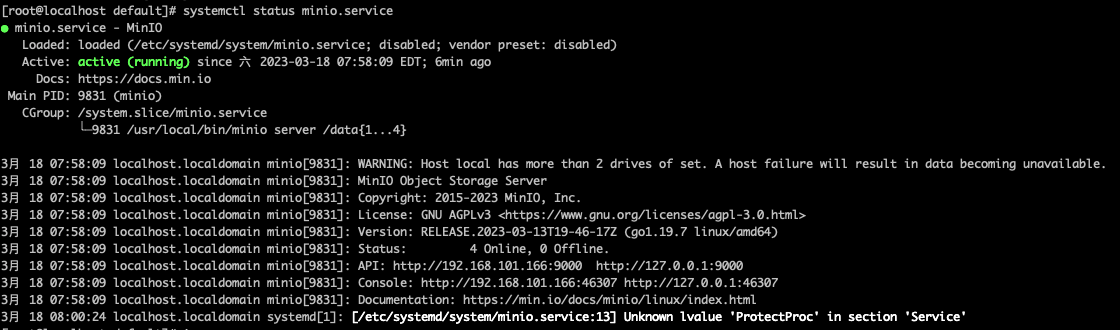 [root@localhost default]# systemctl status minio.service
● minio.service - MinIO
Loaded: loaded (/etc/systemd/system/minio.service; disabled; vendor preset: disabled)
Active: active (running) since 六 2023-03-18 07:58:09 EDT; 6min ago
Docs: https://docs.min.io
Main PID: 9831 (minio)
CGroup: /system.slice/minio.service
└─9831 /usr/local/bin/minio server /data{1...4}
3月 18 07:58:09 localhost.localdomain minio[9831]: WARNING: Host local has more than 2 drives of set. A host failure will result in data becoming unavailable.
3月 18 07:58:09 localhost.localdomain minio[9831]: MinIO Object Storage Server
3月 18 07:58:09 localhost.localdomain minio[9831]: Copyright: 2015-2023 MinIO, Inc.
3月 18 07:58:09 localhost.localdomain minio[9831]: License: GNU AGPLv3 <https://www.gnu.org/licenses/agpl-3.0.html>
3月 18 07:58:09 localhost.localdomain minio[9831]: Version: RELEASE.2023-03-13T19-46-17Z (go1.19.7 linux/amd64)
3月 18 07:58:09 localhost.localdomain minio[9831]: Status: 4 Online, 0 Offline.
3月 18 07:58:09 localhost.localdomain minio[9831]: API: http://192.168.101.166:9000 http://127.0.0.1:9000
3月 18 07:58:09 localhost.localdomain minio[9831]: Console: http://192.168.101.166:46307 http://127.0.0.1:46307
3月 18 07:58:09 localhost.localdomain minio[9831]: Documentation: https://min.io/docs/minio/linux/index.html
3月 18 08:00:24 localhost.localdomain systemd[1]: [/etc/systemd/system/minio.service:13] Unknown lvalue 'ProtectProc' in section 'Service'